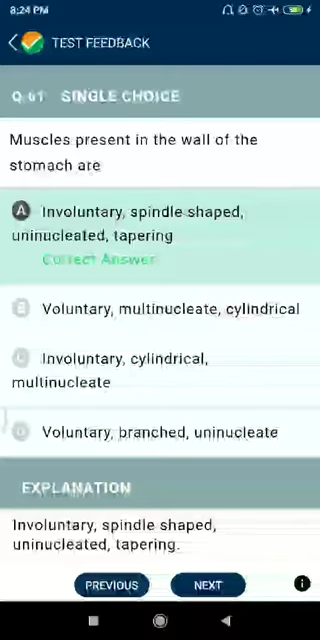 8:24 PM
TEST FEEDBACK
Q.61 SINGLE CHOICE
Muscles present in the wall of the
stomach are
A Involuntary, spindle shaped,
uninucleated, tapering
Correct Answer
B Voluntary, multinucleate, cylindrical
C Involuntary, cylindrical,
multinucleate
D Voluntary, branched, uninucleate
EXPLANATION
Involuntary, spindle shaped,
uninucleated, tapering.
PREVIOUS
NEXT